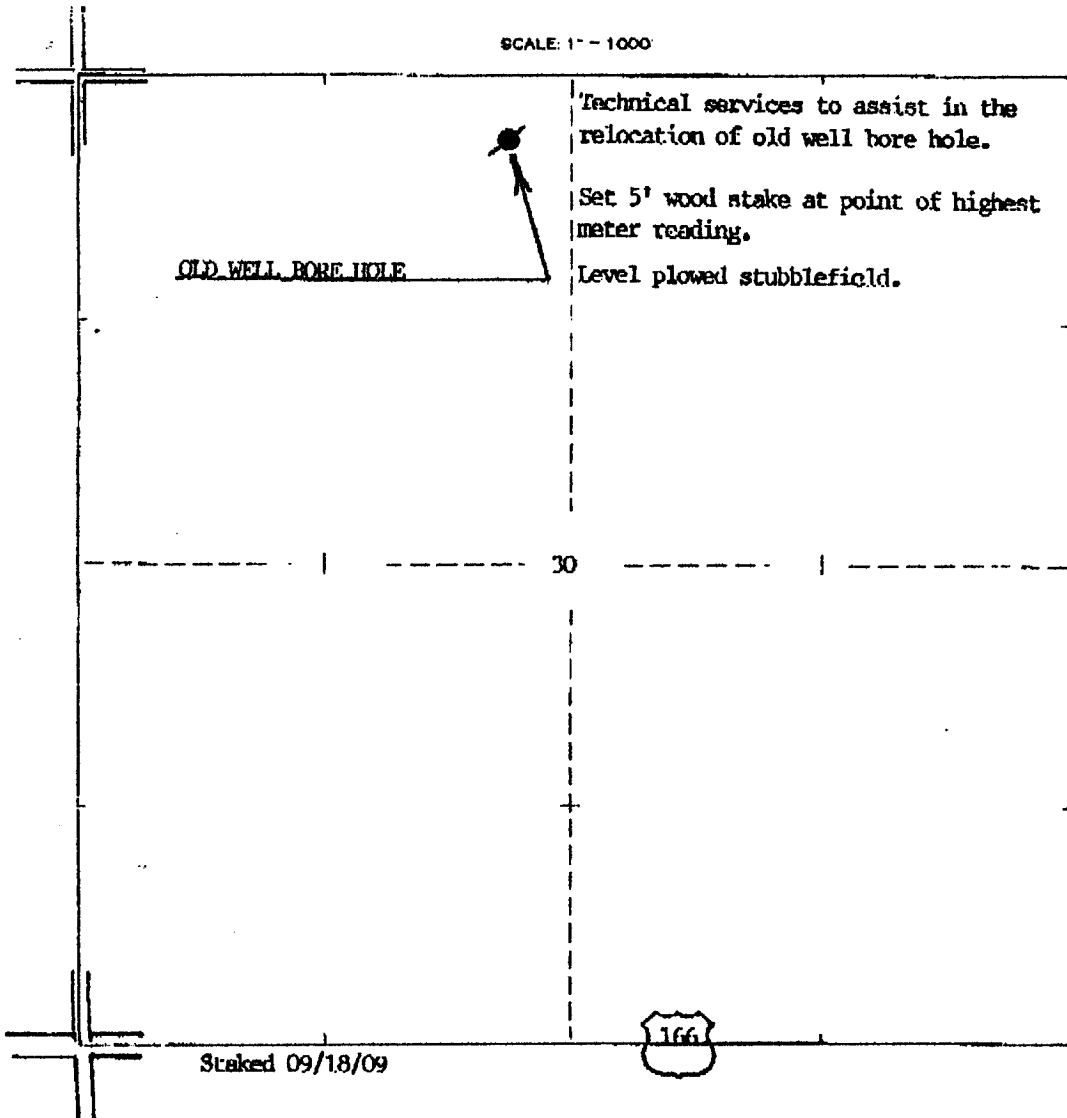 SCALE: 1" - 1000'
Technical services to assist in the
relocation of old well bore hole.
Set 5' wood stake at point of highest
meter reading.
OLD WELL BORE HOLE
Level plowed stubblefield.
30
166
Staked 09/18/09